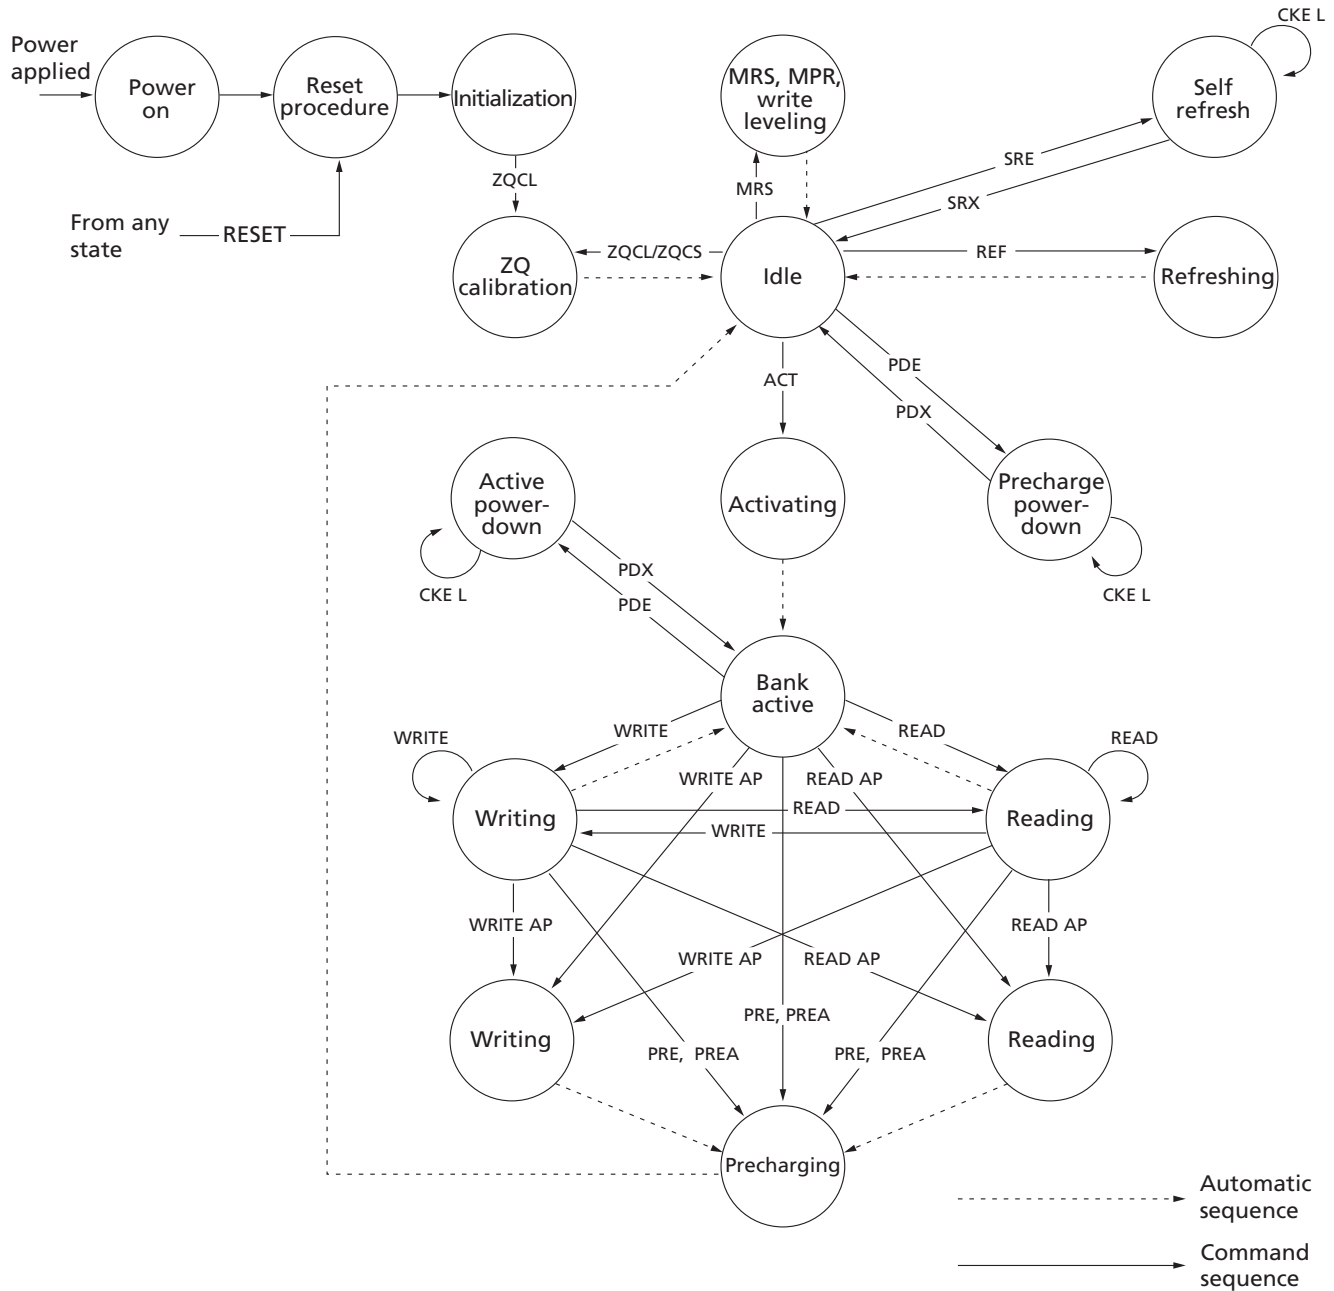 CKE L
Power
applied
Power
on
Reset
procedure
Initialization
MRS, MPR,
write
leveling
Self
refresh
ZQCL
MRS
SRE
SRX
From any
state
RESET
ZQ
calibration
ZQCL/ZQCS
Idle
REF
Refreshing
PDE
ACT
PDX
Active
power-
down
Activating
Precharge
power-
down
PDX
CKE L
PDE
CKE L
Bank
active
WRITE
WRITE
READ
READ
WRITE AP
READ AP
Writing
READ
WRITE
Reading
WRITE AP
READ AP
WRITE AP
READ AP
PRE, PREA
Writing
PRE, PREA
PRE, PREA
Reading
Precharging
Automatic
sequence
Command
sequence